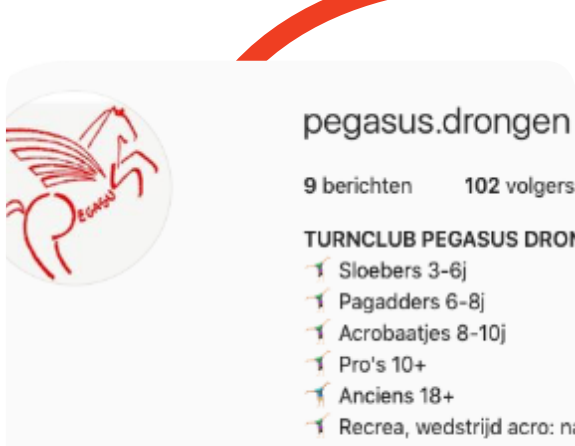 pegasus.drongen
9 berichten 102 volgers
TURNCLUB PEGASUS
Sloebers 3-6j
Pagadders 6-8j
Acrobaatjes 8-10j
Pro's 10+
Anciens 18+
Recrea, wedstrijd acro:
PEGASUS